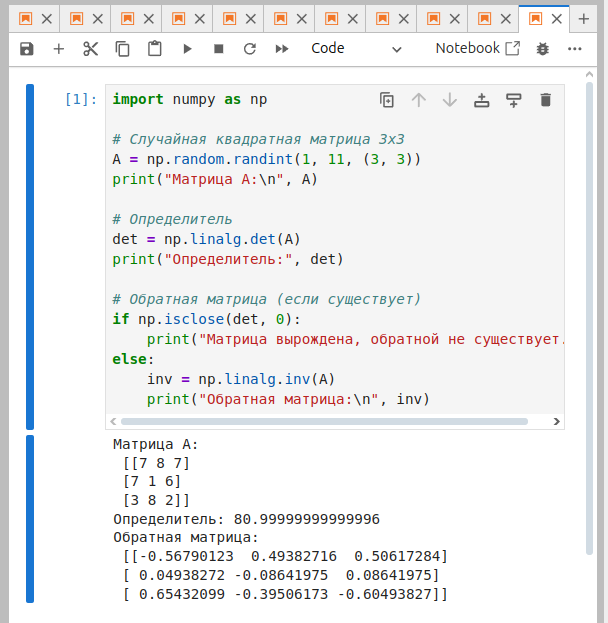 Code
Notebook
[1]:
import numpy as np
# Случайная квадратная матрица 3x3
A = np.random.randint(1, 11, (3, 3))
print("Матрица A:\n", A)
# Определитель
det = np.linalg.det(A)
print("Определитель:", det)
# Обратная матрица (если существует)
if np.isclose(det, 0):
    print("Матрица вырождена, обратной не существует.
else:
    inv = np.linalg.inv(A)
    print("Обратная матрица:\n", inv)
Матрица A:
 [[7 8 7]
 [7 1 6]
 [3 8 2]]
Определитель: 80.99999999999996
Обратная матрица:
 [[-0.56790123  0.49382716  0.50617284]
 [ 0.04938272 -0.08641975  0.08641975]
 [ 0.65432099 -0.39506173 -0.60493827]]